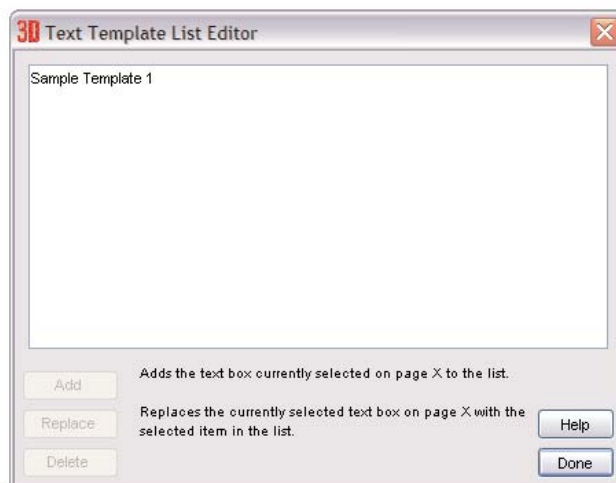 3D Text Template List Editor
Sample Template 1
Add
Adds the text box currently selected on page X to the list.
Replace
Replaces the currently selected text box on page X with the
selected item in the list.
Help
Delete
Done